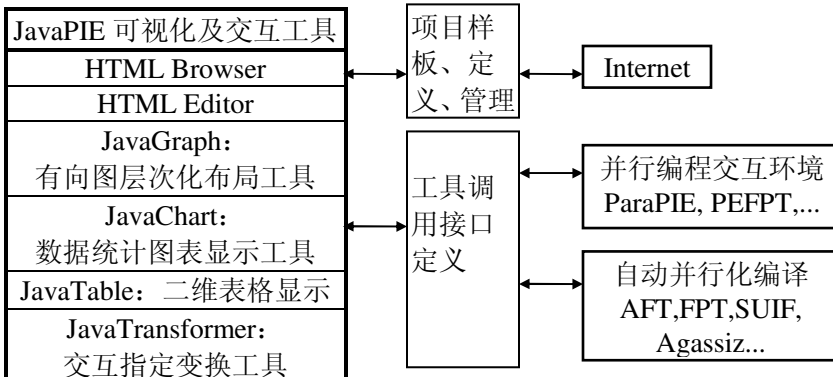 JavaPIE 可视化及交互工具
HTML Browser
HTML Editor
JavaGraph：
有向图层次化布局工具
JavaChart：
数据统计图表显示工具
JavaTable：二维表格显示
JavaTransformer：
交互指定变换工具
项目样
板、定
义、管理
Internet
工具调
用接口
定义
并行编程交互环境
ParaPIE, PEFPT,...
自动并行化编译
AFT,FPT,SUIF,
Agassiz...